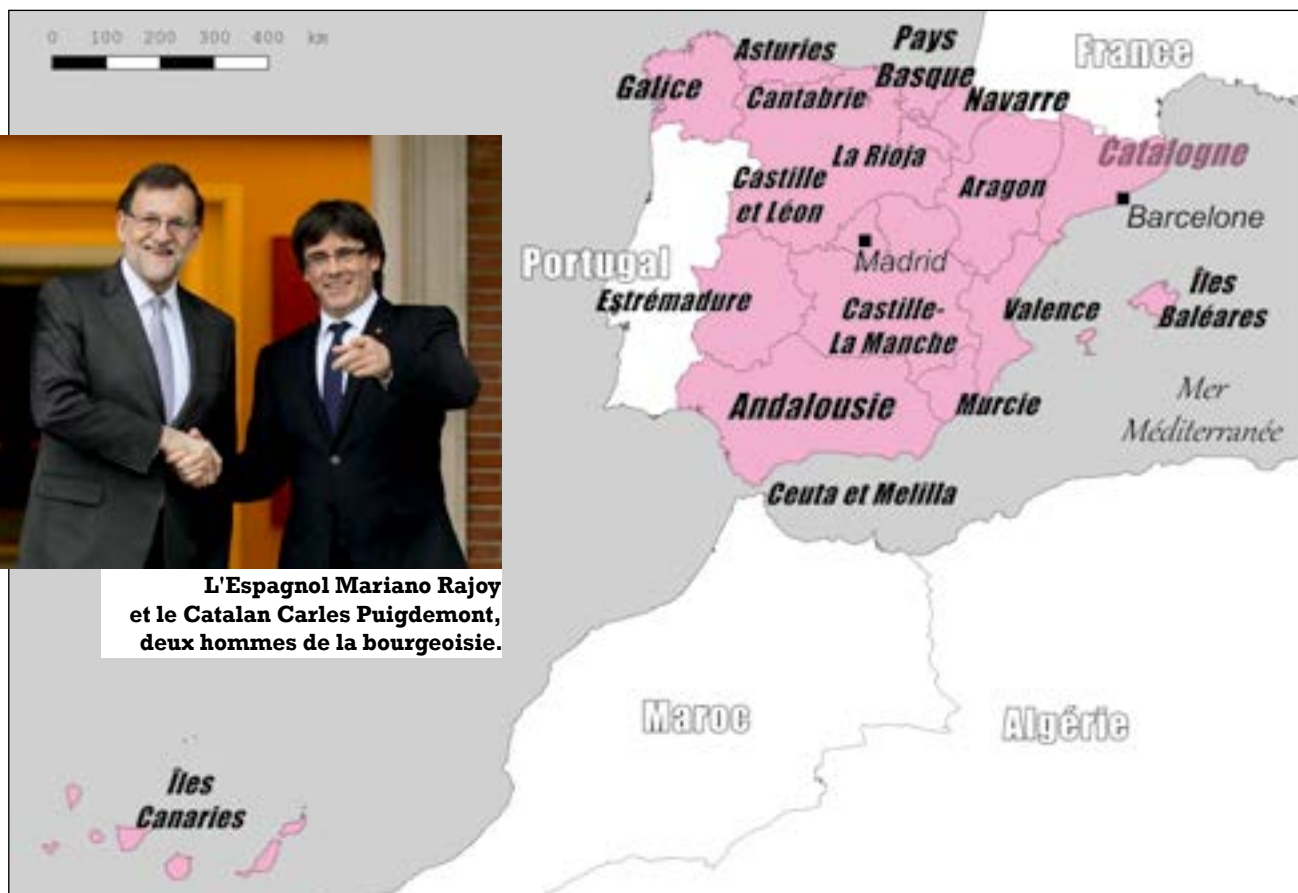 0 100 200 300 400 km
Asturies
Pays
Basque
France
Galice
Cantabrie
Navarre
La Rioja
Catalogne
Castille
et Léon
Aragon
Barcelone
Portugal
Madrid
Estrémadure
Castille-
La Manche
Valence
Îles
Baléares
Andalousie
Murcie
Mer
Méditerranée
Ceuta et Melilla
L'Espagnol Mariano Rajoy
et le Catalan Carles Puigdemont,
deux hommes de la bourgeoisie.
Maroc
Algérie
Îles
Canaries